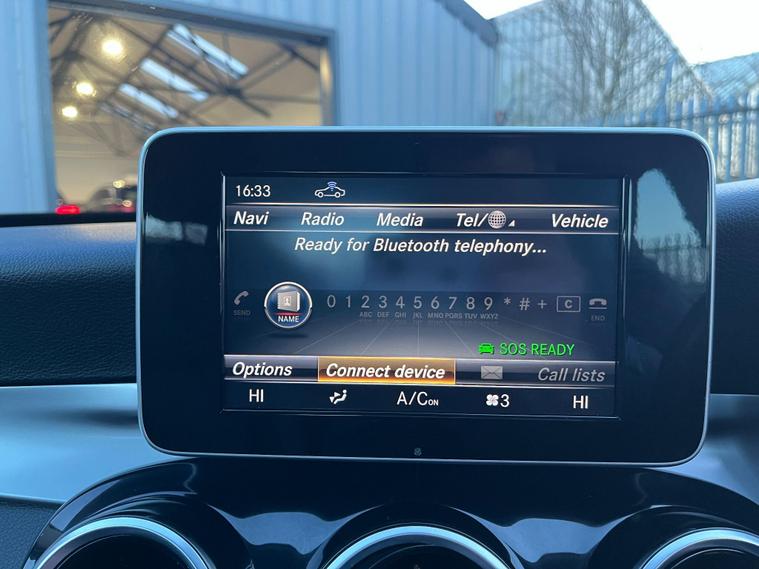 16:33
Navi Radio Media Tel/ Vehicle
Ready for Bluetooth telephony...
0 1 2 3 4 5 6 7 8 9 * # + C
ABC DEF GHI JKL MNO PQRS TUV WXYZ
SEND NAME END
SOS READY
Options Connect device Call lists
HI A/C ON 3 HI